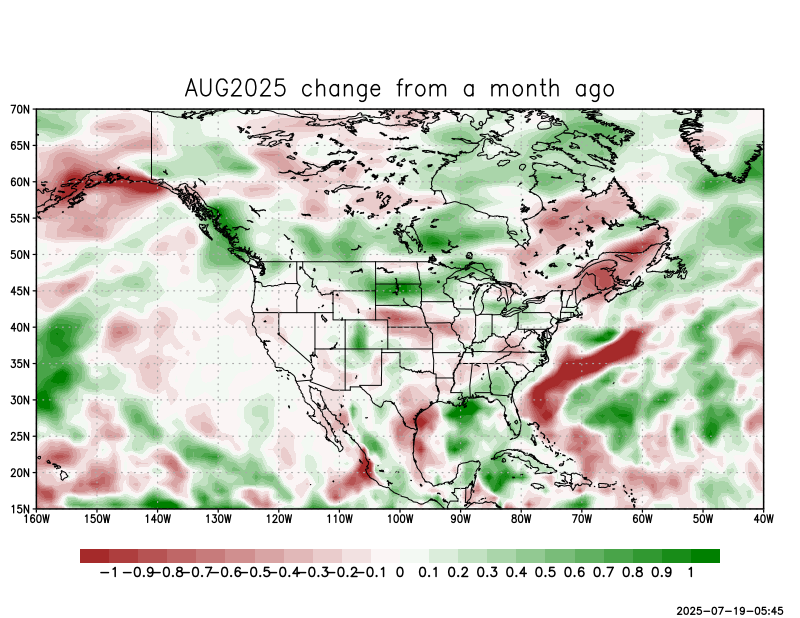 AUG2025 change from a month ago
70N
65N
60N
55N
50N
45N
40N
35N
30N
25N
20N
15N
160W 150W 140W 130W 120W 110W 100W 90W 80W 70W 60W 50W 40W
-1 -0.9 -0.8 -0.7 -0.6 -0.5 -0.4 -0.3 -0.2 -0.1 0 0.1 0.2 0.3 0.4 0.5 0.6 0.7 0.8 0.9 1
2025-07-19-05:45